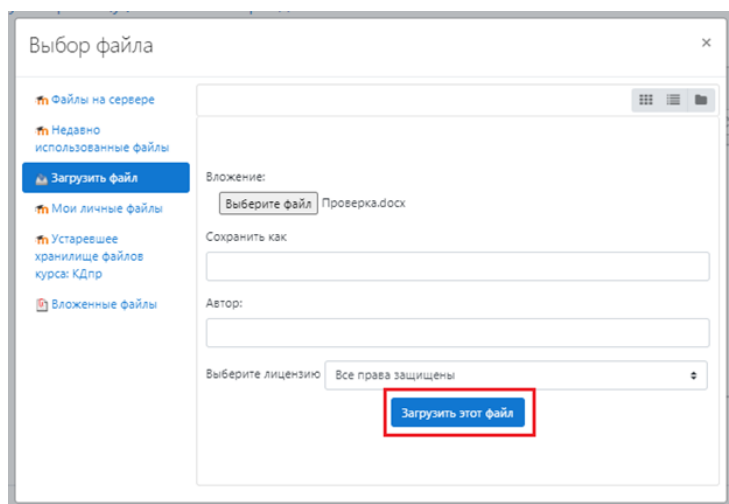 Выбор файла
×
Файлы на сервере
Недавно
использованные файлы
Загрузить файл
Мои личные файлы
Устаревшее
хранилище файлов
курса: КДпр
Вложенные файлы
Вложение:
Выберите файл Проверка.docx
Сохранить как
Автор:
Выберите лицензию Все права защищены
Загрузить этот файл